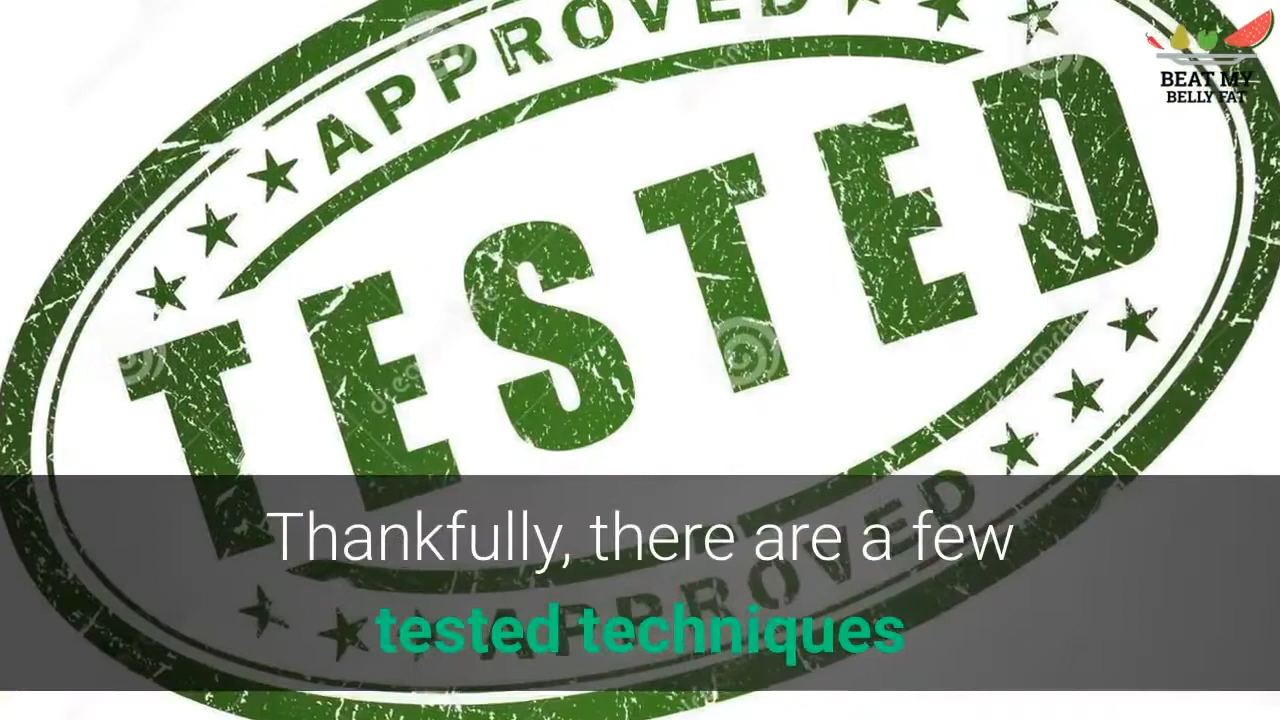 APPROVED
BEAT MY
BELLY FAT
TESTED
Thankfully, there are a few
tested techniques
APPROVED